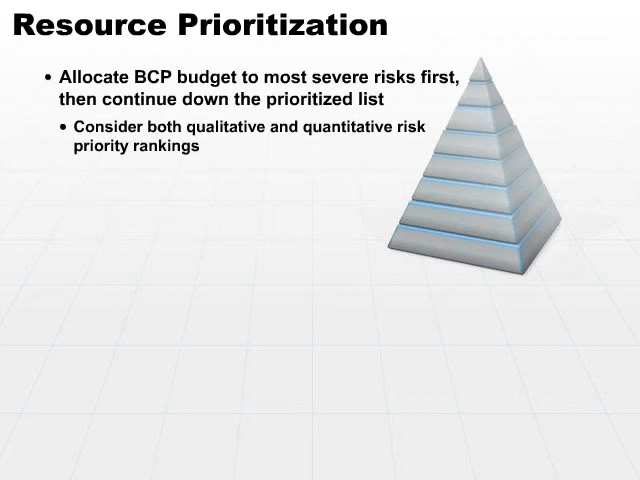 Resource Prioritization
• Allocate BCP budget to most severe risks first,
then continue down the prioritized list
• Consider both qualitative and quantitative risk
priority rankings